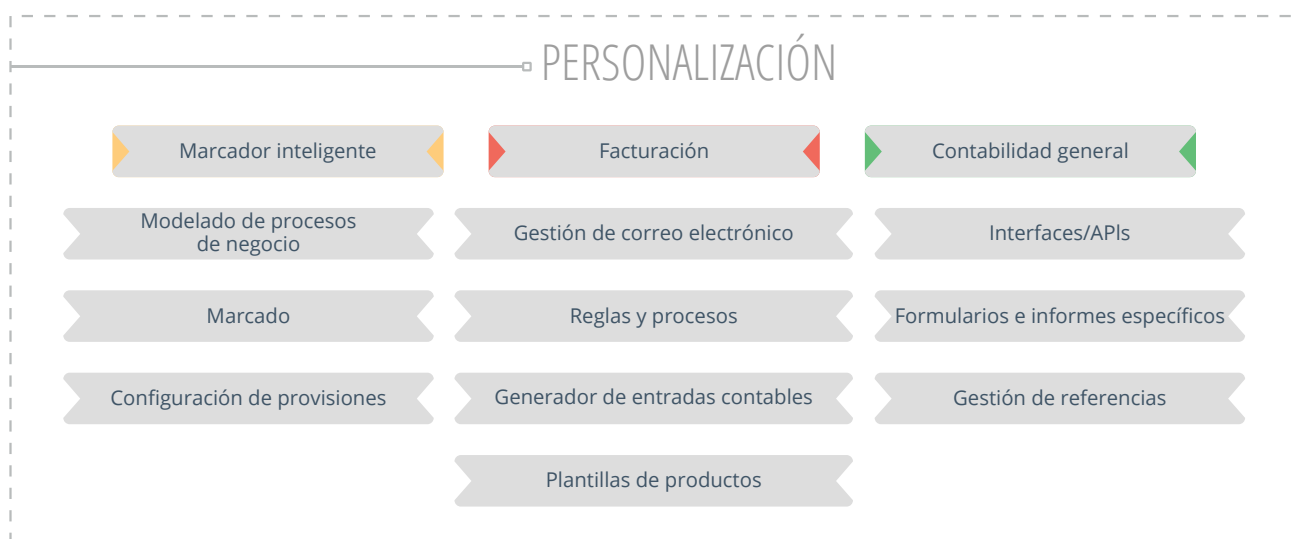 PERSONALIZACIÓN
Marcador inteligente
Facturación
Contabilidad general
Modelado de procesos
de negocio
Gestión de correo electrónico
Interfaces/APIs
Marcado
Reglas y procesos
Formularios e informes específicos
Configuración de provisiones
Generador de entradas contables
Gestión de referencias
Plantillas de productos